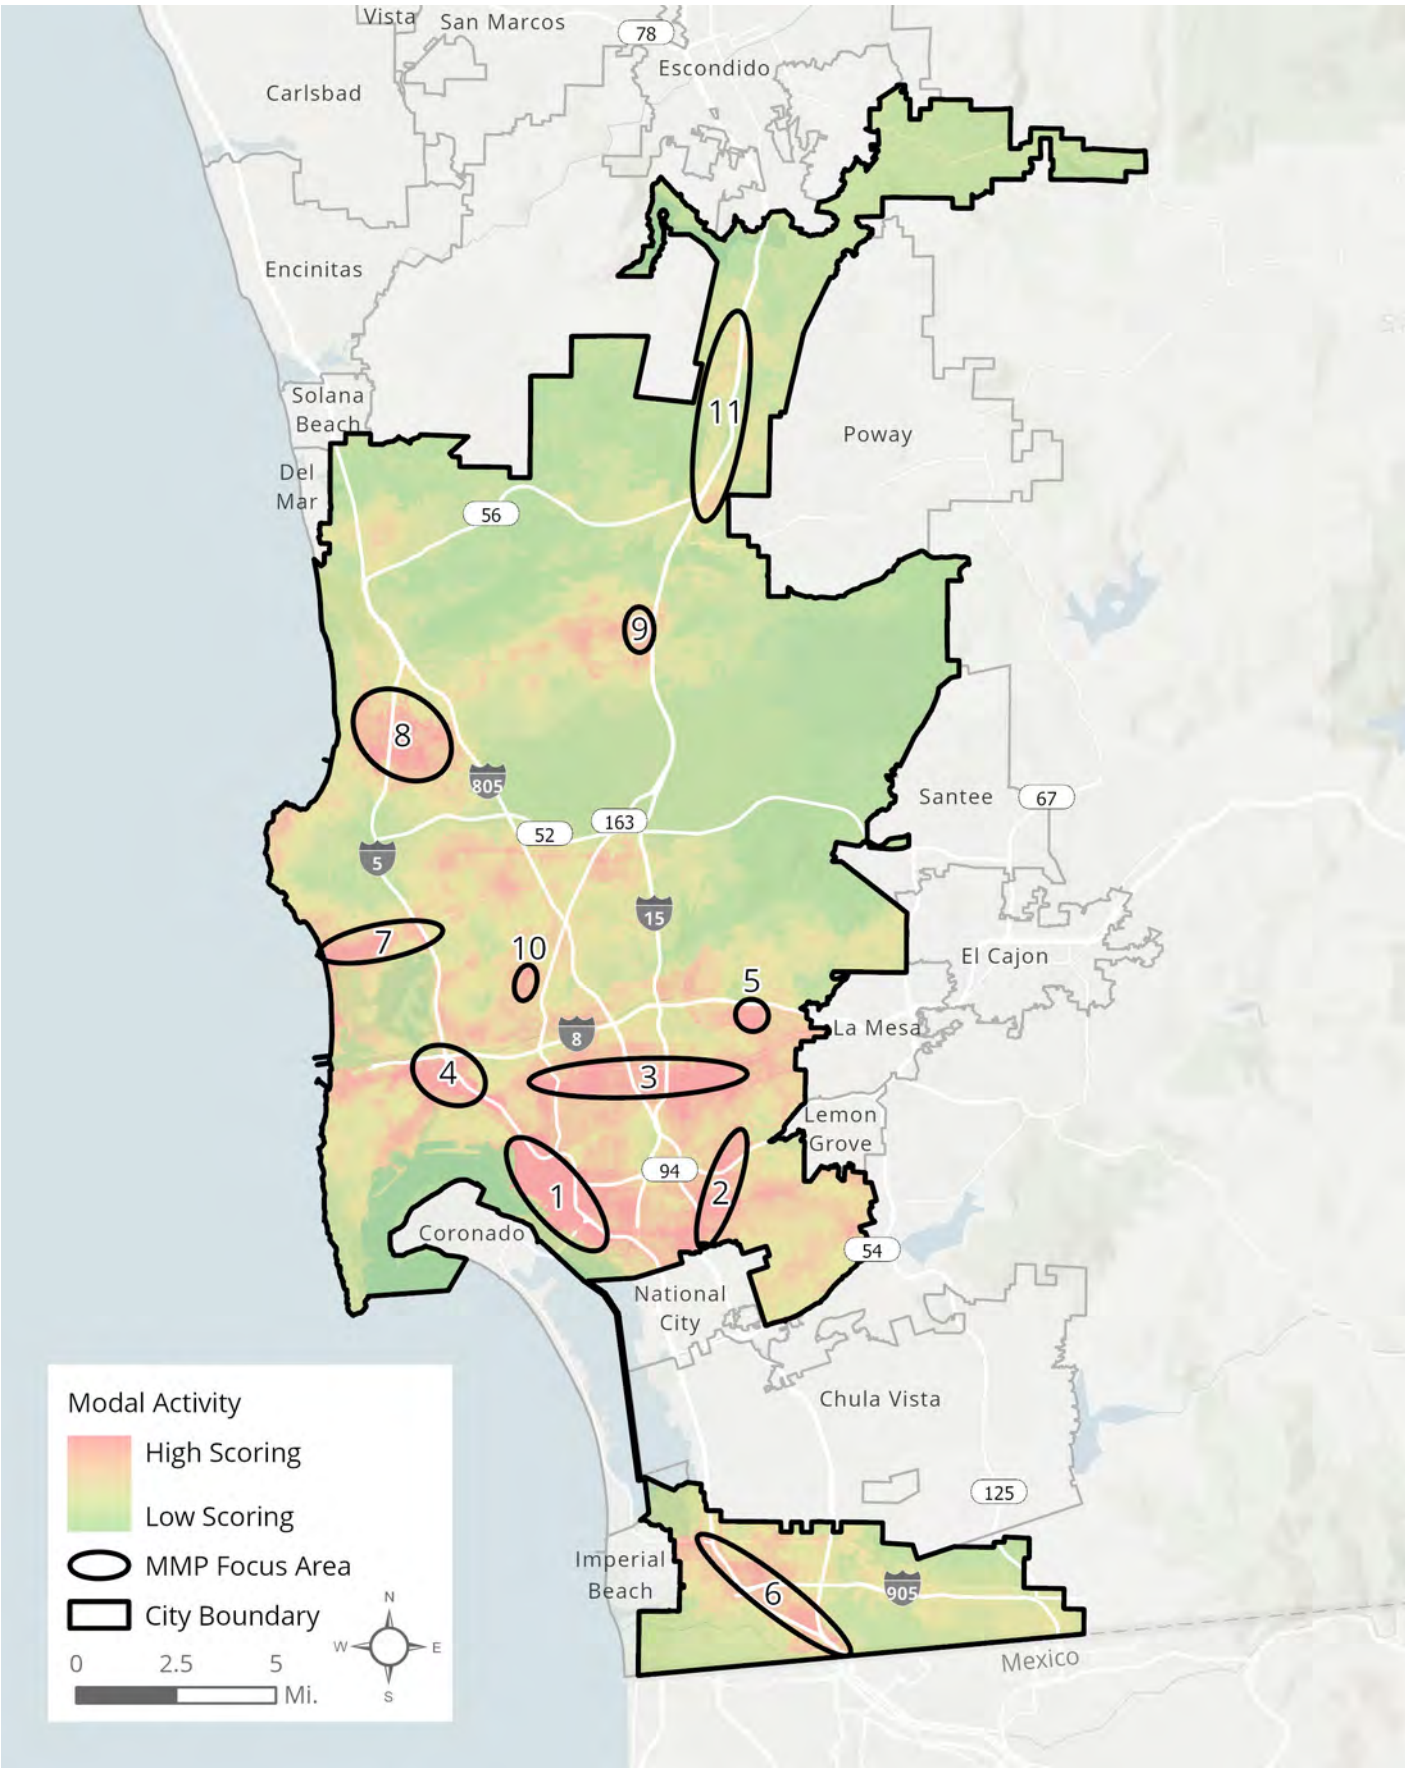 Vista
San Marcos
78
Escondido
Carlsbad
Encinitas
Solana
Beach
Del
Mar
11
Poway
56
9
8
805
Santee
67
163
52
5
15
7
10
El Cajon
5
La Mesa
8
4
3
Lemon
Grove
94
1
2
Coronado
54
National
City
Chula Vista
125
Imperial
Beach
905
6
Mexico
Modal Activity
High Scoring
Low Scoring
MMP Focus Area
City Boundary
N
W
E
S
0 2.5 5
Mi.